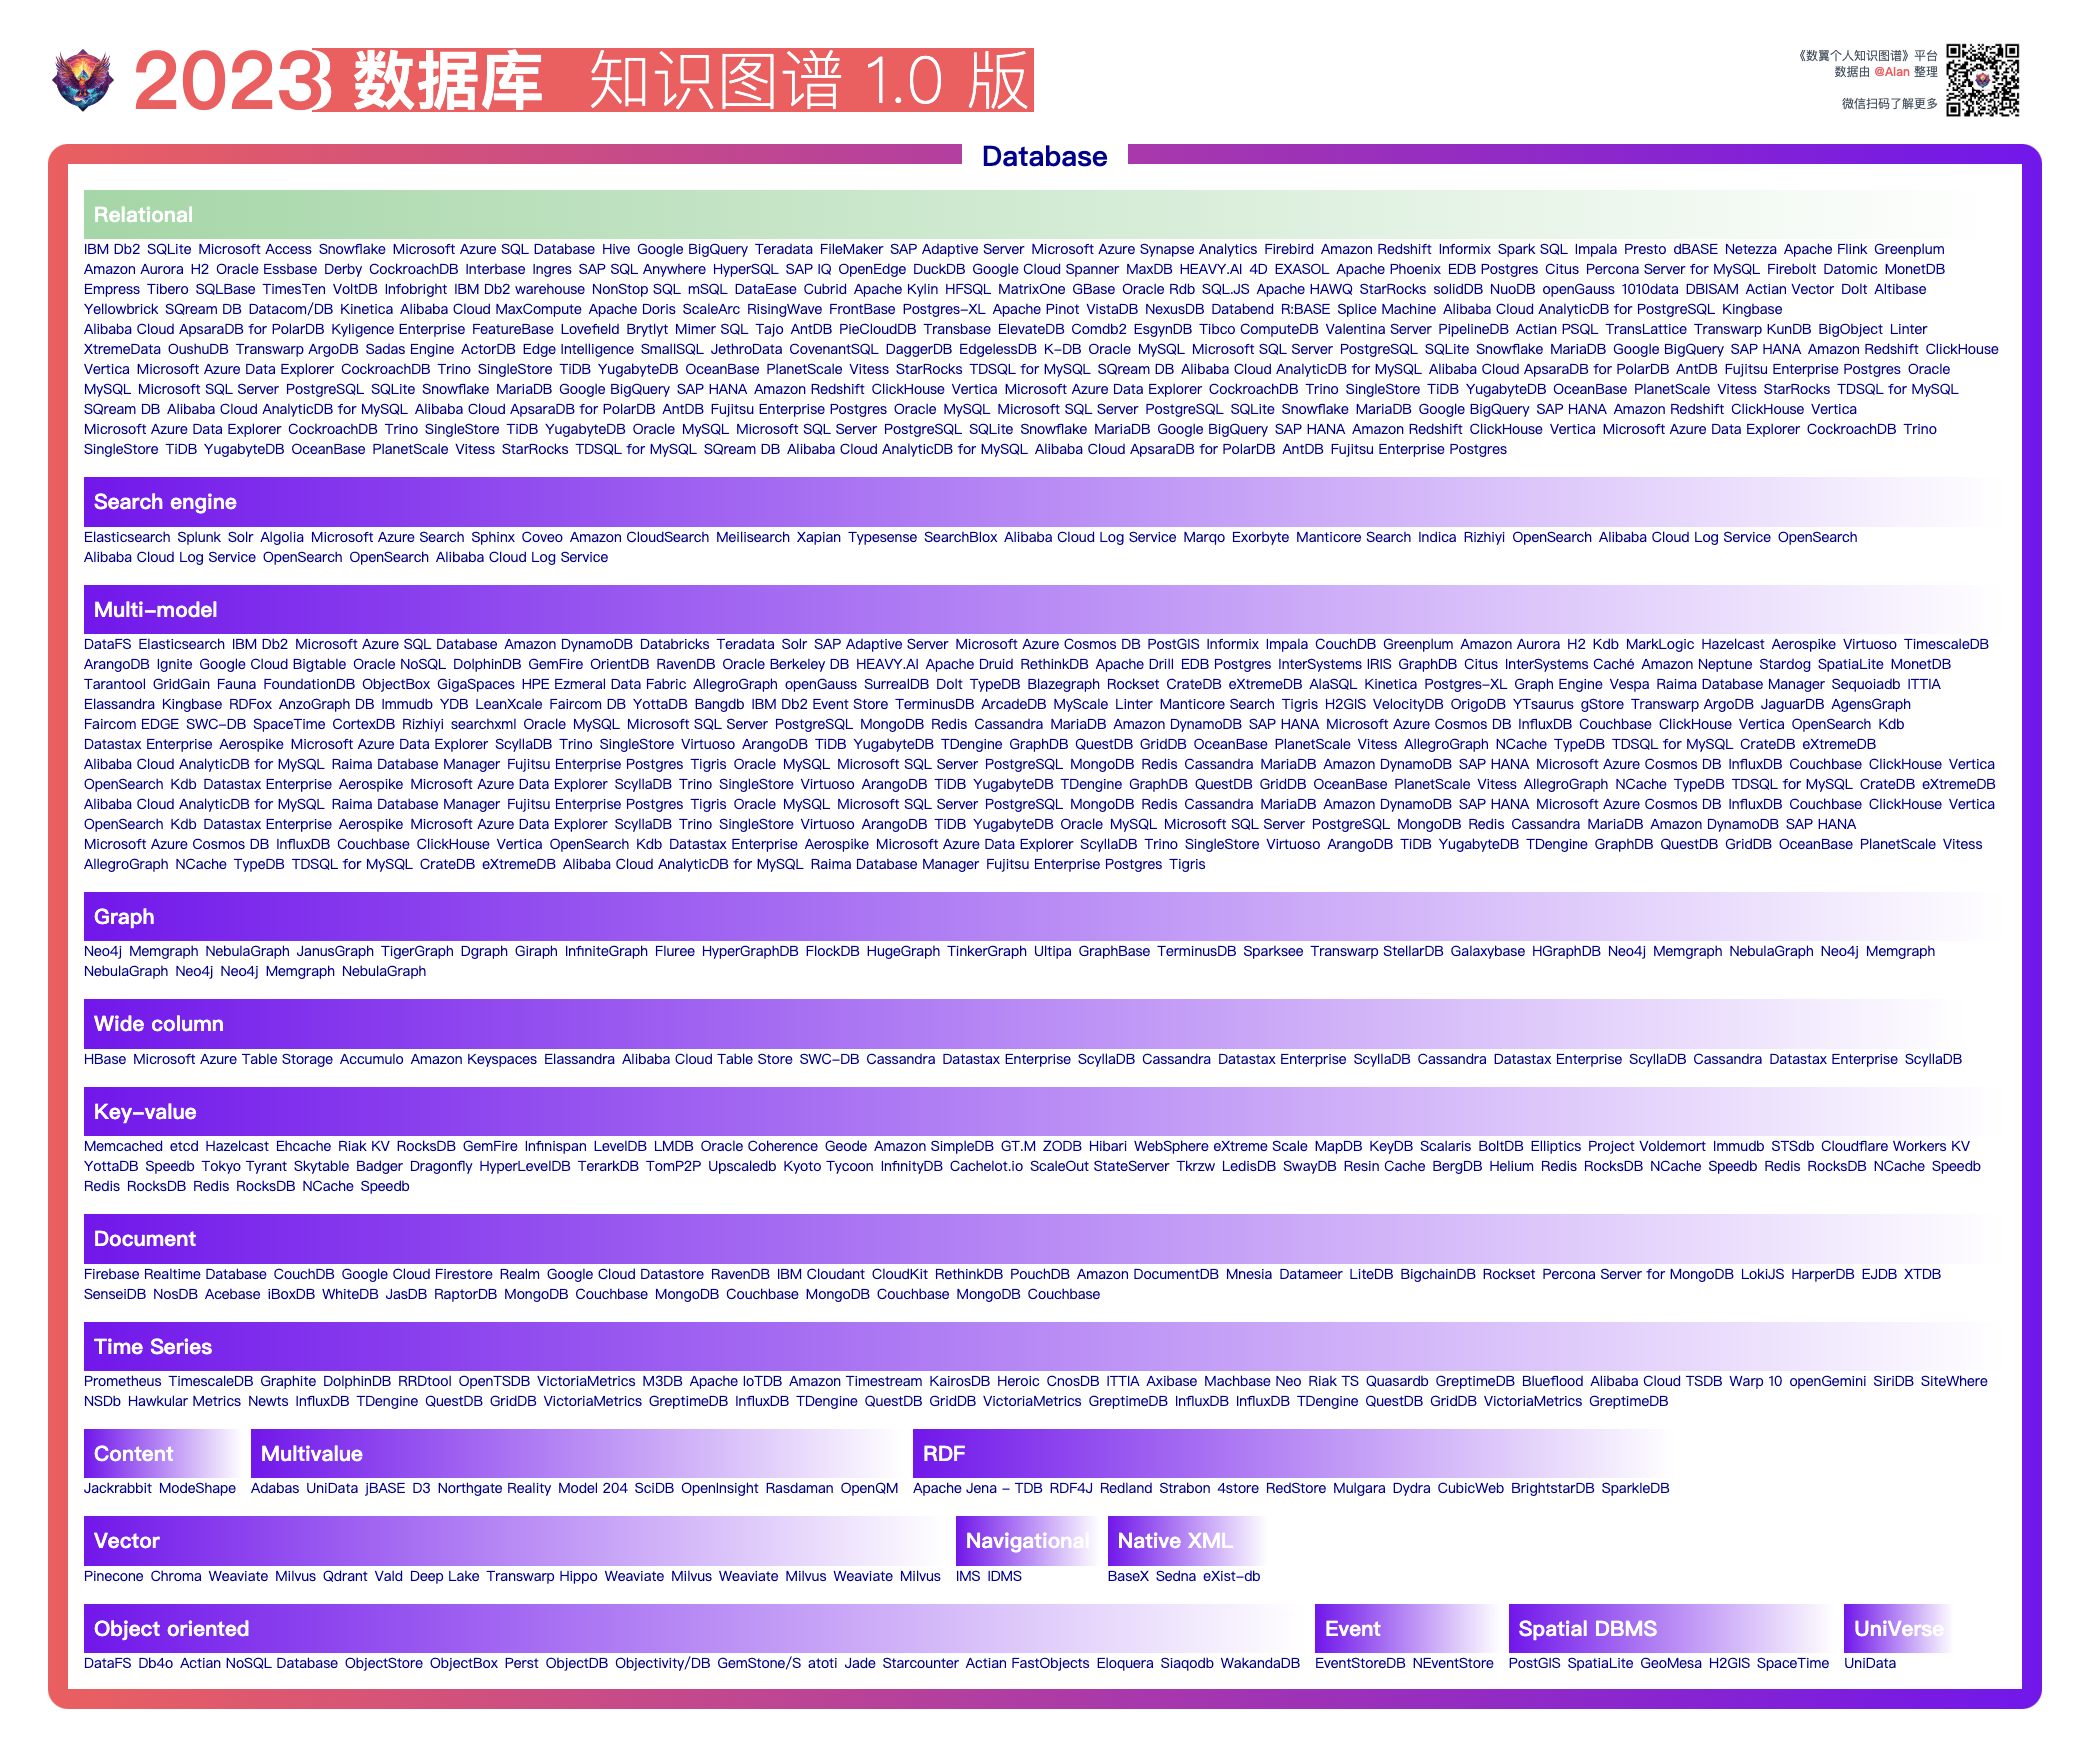 2023 数据库 知识图谱 1.0 版
《数翼个人知识图谱》平台
数据由 @Alan 整理
微信扫码了解更多
Database
Relational
IBM Db2 SQLite Microsoft Access Snowflake Microsoft Azure SQL Database Hive Google BigQuery Teradata FileMaker SAP Adaptive Server Microsoft Azure Synapse Analytics Firebird Amazon Redshift Informix Spark SQL Impala Presto dBASE Netezza Apache Flink Greenplum
Amazon Aurora H2 Oracle Essbase Derby CockroachDB Interbase Ingres SAP SQL Anywhere HyperSQL SAP IQ OpenEdge DuckDB Google Cloud Spanner MaxDB HEAVY.AI 4D EXASOL Apache Phoenix EDB Postgres Citus Percona Server for MySQL Firebolt Datomic MonetDB
Empress Tibero SQLBase TimesTen VoltDB Infobright IBM Db2 warehouse NonStop SQL mSQL DataEase Cubrid Apache Kylin HFSQL MatrixOne GBase Oracle Rdb SQL.JS Apache HAWQ StarRocks solidDB NuoDB openGauss 1010data DBISAM Actian Vector Dolt Altibase
Yellowbrick SQream DB Datacom/DB Kinetica Alibaba Cloud MaxCompute Apache Doris ScaleArc RisingWave FrontBase Postgres-XL Apache Pinot VistaDB NexusDB Databend R:BASE Splice Machine Alibaba Cloud AnalyticDB for PostgreSQL Kingbase
Alibaba Cloud ApsaraDB for PolarDB Kyligence Enterprise FeatureBase Lovefield Brytlyt Mimer SQL Tajo AntDB PieCloudDB Transbase ElevateDB Comdb2 EsgynDB Tibco ComputeDB Valentina Server PipelineDB Actian PSQL TransLattice Transwarp KunDB BigObject Linter
XtremeData OushuDB Transwarp ArgoDB Sadas Engine ActorDB Edge Intelligence SmallSQL JethroData CovenantSQL DaggerDB EdgelessDB K-DB Oracle MySQL Microsoft SQL Server PostgreSQL SQLite Snowflake MariaDB Google BigQuery SAP HANA Amazon Redshift ClickHouse
Vertica Microsoft Azure Data Explorer CockroachDB Trino SingleStore TiDB YugabyteDB OceanBase PlanetScale Vitess StarRocks TDSQL for MySQL SQream DB Alibaba Cloud AnalyticDB for MySQL Alibaba Cloud ApsaraDB for PolarDB AntDB Fujitsu Enterprise Postgres Oracle
MySQL Microsoft SQL Server PostgreSQL SQLite Snowflake MariaDB Google BigQuery SAP HANA Amazon Redshift ClickHouse Vertica Microsoft Azure Data Explorer CockroachDB Trino SingleStore TiDB YugabyteDB OceanBase PlanetScale Vitess StarRocks TDSQL for MySQL
SQream DB Alibaba Cloud AnalyticDB for MySQL Alibaba Cloud ApsaraDB for PolarDB AntDB Fujitsu Enterprise Postgres Oracle MySQL Microsoft SQL Server PostgreSQL SQLite Snowflake MariaDB Google BigQuery SAP HANA Amazon Redshift ClickHouse Vertica
Microsoft Azure Data Explorer CockroachDB Trino SingleStore TiDB YugabyteDB Oracle MySQL Microsoft SQL Server PostgreSQL SQLite Snowflake MariaDB Google BigQuery SAP HANA Amazon Redshift ClickHouse Vertica Microsoft Azure Data Explorer CockroachDB Trino
SingleStore TiDB YugabyteDB OceanBase PlanetScale Vitess StarRocks TDSQL for MySQL SQream DB Alibaba Cloud AnalyticDB for MySQL Alibaba Cloud ApsaraDB for PolarDB AntDB Fujitsu Enterprise Postgres
Search engine
Elasticsearch Splunk Solr Algolia Microsoft Azure Search Sphinx Coveo Amazon CloudSearch Meilisearch Xapian Typesense SearchBlox Alibaba Cloud Log Service Marqo Exorbyte Manticore Search Indica Rizhiyi OpenSearch Alibaba Cloud Log Service OpenSearch
Alibaba Cloud Log Service OpenSearch OpenSearch Alibaba Cloud Log Service
Multi-model
DataFS Elasticsearch IBM Db2 Microsoft Azure SQL Database Amazon DynamoDB Databricks Teradata Solr SAP Adaptive Server Microsoft Azure Cosmos DB PostGIS Informix Impala CouchDB Greenplum Amazon Aurora H2 Kdb MarkLogic Hazelcast Aerospike Virtuoso TimescaleDB
ArangoDB Ignite Google Cloud Bigtable Oracle NoSQL DolphinDB GemFire OrientDB RavenDB Oracle Berkeley DB HEAVY.AI Apache Druid RethinkDB Apache Drill EDB Postgres InterSystems IRIS GraphDB Citus InterSystems Caché Amazon Neptune Stardog SpatiaLite MonetDB
Tarantool GridGain Fauna FoundationDB ObjectBox GigaSpaces HPE Ezmeral Data Fabric AllegroGraph openGauss SurrealDB Dolt TypeDB Blazegraph Rockset CrateDB eXtremeDB AlaSQL Kinetica Postgres-XL Graph Engine Vespa Raima Database Manager Sequoiadb ITTIA
Elassandra Kingbase RDFox AnzoGraph DB Immudb YDB LeanXcale Faircom DB YottaDB Bangdb IBM Db2 Event Store TerminusDB ArcadeDB MyScale Linter Manticore Search Tigris H2GIS VelocityDB OrigoDB YTsaurus gStore Transwarp ArgoDB JaguarDB AgensGraph
Faircom EDGE SWC-DB SpaceTime CortexDB Rizhiyi searchxml Oracle MySQL Microsoft SQL Server PostgreSQL MongoDB Redis Cassandra MariaDB Amazon DynamoDB SAP HANA Microsoft Azure Cosmos DB InfluxDB Couchbase ClickHouse Vertica OpenSearch Kdb
Datastax Enterprise Aerospike Microsoft Azure Data Explorer ScyllaDB Trino SingleStore Virtuoso ArangoDB TiDB YugabyteDB TDengine GraphDB QuestDB GridDB OceanBase PlanetScale Vitess AllegroGraph NCache TypeDB TDSQL for MySQL CrateDB eXtremeDB
Alibaba Cloud AnalyticDB for MySQL Raima Database Manager Fujitsu Enterprise Postgres Tigris Oracle MySQL Microsoft SQL Server PostgreSQL MongoDB Redis Cassandra MariaDB Amazon DynamoDB SAP HANA Microsoft Azure Cosmos DB InfluxDB Couchbase ClickHouse Vertica
OpenSearch Kdb Datastax Enterprise Aerospike Microsoft Azure Data Explorer ScyllaDB Trino SingleStore Virtuoso ArangoDB TiDB YugabyteDB TDengine GraphDB QuestDB GridDB OceanBase PlanetScale Vitess AllegroGraph NCache TypeDB TDSQL for MySQL CrateDB eXtremeDB
Alibaba Cloud AnalyticDB for MySQL Raima Database Manager Fujitsu Enterprise Postgres Tigris Oracle MySQL Microsoft SQL Server PostgreSQL MongoDB Redis Cassandra MariaDB Amazon DynamoDB SAP HANA Microsoft Azure Cosmos DB InfluxDB Couchbase ClickHouse Vertica
OpenSearch Kdb Datastax Enterprise Aerospike Microsoft Azure Data Explorer ScyllaDB Trino SingleStore Virtuoso ArangoDB TiDB YugabyteDB Oracle MySQL Microsoft SQL Server PostgreSQL MongoDB Redis Cassandra MariaDB Amazon DynamoDB SAP HANA
Microsoft Azure Cosmos DB InfluxDB Couchbase ClickHouse Vertica OpenSearch Kdb Datastax Enterprise Aerospike Microsoft Azure Data Explorer ScyllaDB Trino SingleStore Virtuoso ArangoDB TiDB YugabyteDB TDengine GraphDB QuestDB GridDB OceanBase PlanetScale Vitess
AllegroGraph NCache TypeDB TDSQL for MySQL CrateDB eXtremeDB Alibaba Cloud AnalyticDB for MySQL Raima Database Manager Fujitsu Enterprise Postgres Tigris
Graph
Neo4j Memgraph NebulaGraph JanusGraph TigerGraph Dgraph Giraph InfiniteGraph Fluree HyperGraphDB FlockDB HugeGraph TinkerGraph Ultipa GraphBase TerminusDB Sparksee Transwarp StellarDB Galaxybase HGraphDB Neo4j Memgraph NebulaGraph Neo4j Memgraph
NebulaGraph Neo4j Neo4j Memgraph NebulaGraph
Wide column
HBase Microsoft Azure Table Storage Accumulo Amazon Keyspaces Elassandra Alibaba Cloud Table Store SWC-DB Cassandra Datastax Enterprise ScyllaDB Cassandra Datastax Enterprise ScyllaDB Cassandra Datastax Enterprise ScyllaDB Cassandra Datastax Enterprise ScyllaDB
Key-value
Memcached etcd Hazelcast Ehcache Riak KV RocksDB GemFire Infinispan LevelDB LMDB Oracle Coherence Geode Amazon SimpleDB GT.M ZODB Hibari WebSphere eXtreme Scale MapDB KeyDB Scalaris BoltDB Elliptics Project Voldemort Immudb STSdb Cloudflare Workers KV
YottaDB Speedb Tokyo Tyrant Skytable Badger Dragonfly HyperLevelDB TerarkDB TomP2P Upscaledb Kyoto Tycoon InfinityDB Cachelot.io ScaleOut StateServer Tkrzw LedisDB SwayDB Resin Cache BergDB Helium Redis RocksDB NCache Speedb Redis RocksDB NCache Speedb
Redis RocksDB Redis RocksDB NCache Speedb
Document
Firebase Realtime Database CouchDB Google Cloud Firestore Realm Google Cloud Datastore RavenDB IBM Cloudant CloudKit RethinkDB PouchDB Amazon DocumentDB Mnesia Datameer LiteDB BigchainDB Rockset Percona Server for MongoDB LokiJS HarperDB EJDB XTDB
SenseiDB NosDB Acebase iBoxDB WhiteDB JasDB RaptorDB MongoDB Couchbase MongoDB Couchbase MongoDB Couchbase MongoDB Couchbase
Time Series
Prometheus TimescaleDB Graphite DolphinDB RRDtool OpenTSDB VictoriaMetrics M3DB Apache IoTDB Amazon Timestream KairosDB Heroic CnosDB ITTIA Axibase Machbase Neo Riak TS Quasardb GreptimeDB Blueflood Alibaba Cloud TSDB Warp 10 openGemini SiriDB SiteWhere
NSDb Hawkular Metrics Newts InfluxDB TDengine QuestDB GridDB VictoriaMetrics GreptimeDB InfluxDB TDengine QuestDB GridDB VictoriaMetrics GreptimeDB InfluxDB InfluxDB TDengine QuestDB GridDB VictoriaMetrics GreptimeDB
Content
Jackrabbit ModeShape
Multivalue
Adabas UniData jBASE D3 Northgate Reality Model 204 SciDB OpenInsight Rasdaman OpenQM
RDF
Apache Jena - TDB RDF4J Redland Strabon 4store RedStore Mulgara Dydra CubicWeb BrightstarDB SparkleDB
Vector
Pinecone Chroma Weaviate Milvus Qdrant Vald Deep Lake Transwarp Hippo Weaviate Milvus Weaviate Milvus Weaviate Milvus
Navigational
IMS IDMS
Native XML
BaseX Sedna eXist-db
Object oriented
DataFS Db4o Actian NoSQL Database ObjectStore ObjectBox Perst ObjectDB Objectivity/DB GemStone/S atoti Jade Starcounter Actian FastObjects Eloquera Siaqodb WakandaDB
Event
EventStoreDB NEventStore
Spatial DBMS
PostGIS SpatiaLite GeoMesa H2GIS SpaceTime
UniVerse
UniData